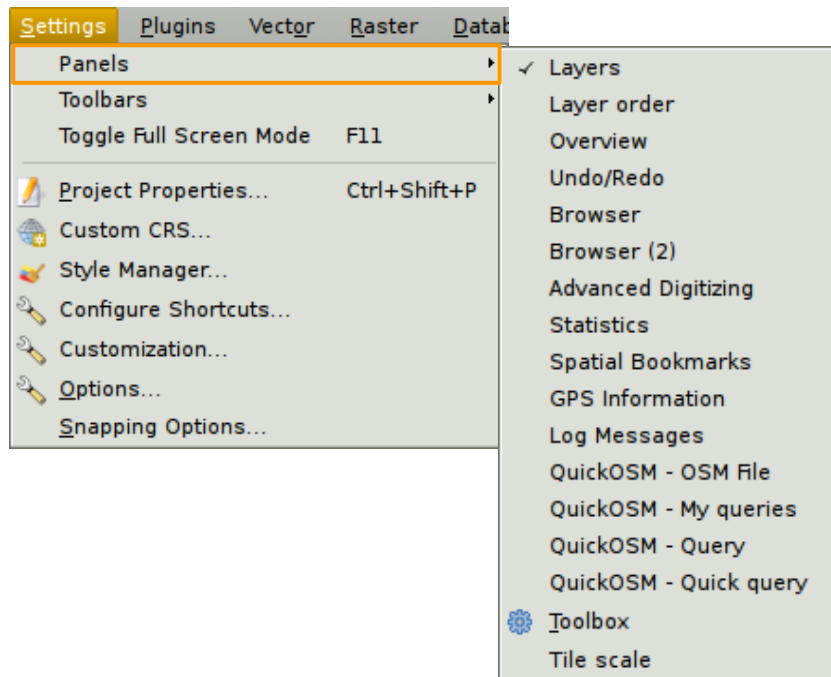 Settings Plugins Vector Raster Datab
Panels
Toolbars
Toggle Full Screen Mode F11
Project Properties... Ctrl+Shift+P
Custom CRS...
Style Manager...
Configure Shortcuts...
Customization...
Options...
Snapping Options...
Layers
Layer order
Overview
Undo/Redo
Browser
Browser (2)
Advanced Digitizing
Statistics
Spatial Bookmarks
GPS Information
Log Messages
QuickOSM - OSM File
QuickOSM - My queries
QuickOSM - Query
QuickOSM - Quick query
Toolbox
Tile scale